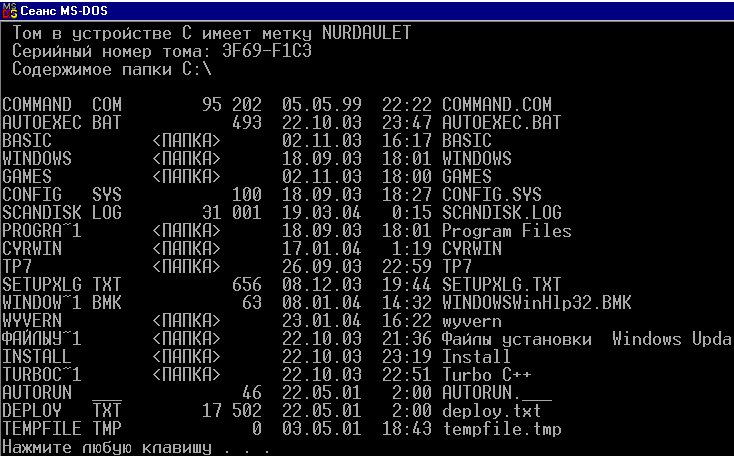 MS DOS Сеанс MS-DOS
Том в устройстве C имеет метку NURDAULET
Серийный номер тома: 3F69-F1C3
Содержимое папки C:\
COMMAND COM 95 202 05.05.99 22:22 COMMAND.COM
AUTOEXEC BAT 493 22.10.03 23:47 AUTOEXEC.BAT
BASIC <ПАПКА> 02.11.03 16:17 BASIC
WINDOWS <ПАПКА> 18.09.03 18:01 WINDOWS
GAMES <ПАПКА> 02.11.03 18:00 GAMES
CONFIG SYS 100 18.09.03 18:27 CONFIG.SYS
SCANDISK LOG 31 001 19.03.04 0:15 SCANDISK.LOG
PROGRA~1 <ПАПКА> 18.09.03 18:01 Program Files
CYRWIN <ПАПКА> 17.01.04 1:19 CYRWIN
TP7 <ПАПКА> 26.09.03 22:59 TP7
SETUPXLG TXT 656 08.12.03 19:44 SETUPXLG.TXT
WINDOW~1 BMK 63 08.01.04 14:32 WINDOWSWinHlp32.BMK
WYVERN <ПАПКА> 23.01.04 16:22 wyvern
ФАЙЛЫУ~1 <ПАПКА> 22.10.03 21:36 Файлы установки Windows Upda
INSTALL <ПАПКА> 22.10.03 23:19 Install
TURBOC~1 <ПАПКА> 22.10.03 22:51 Turbo C++
AUTORUN ___ 46 22.05.01 2:00 AUTORUN.___
DEPLOY TXT 17 502 22.05.01 2:00 deploy.txt
TEMPFILE TMP 0 03.05.01 18:43 tempfile.tmp
Нажмите любую клавишу . . .